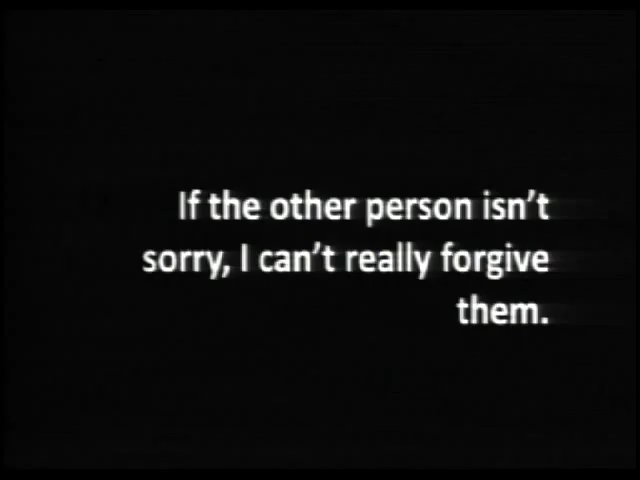 If the other person isn't
sorry, I can't really forgive
them.